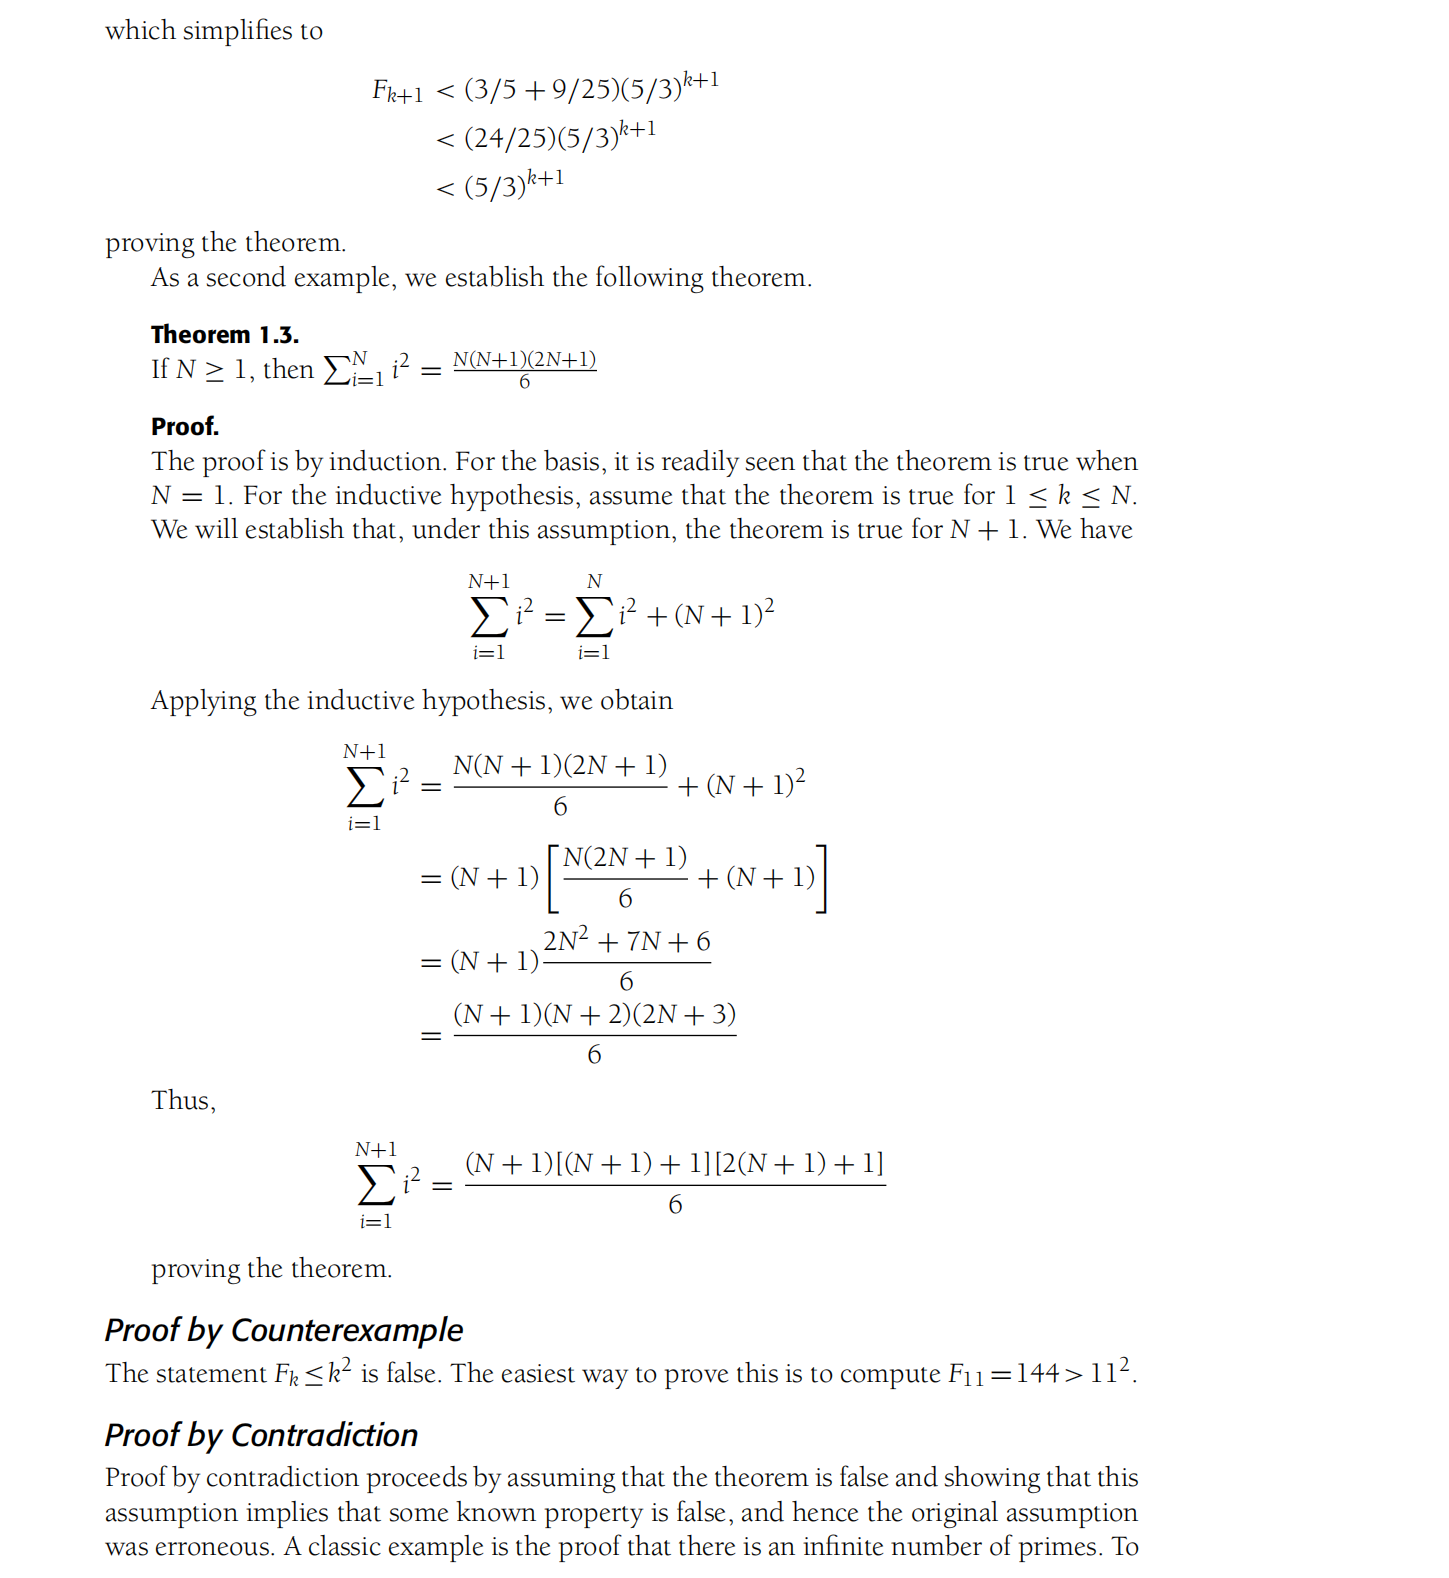 which simplifies to
F_{k+1} < (3/5 + 9/25)(5/3)^{k+1}
< (24/25)(5/3)^{k+1}
< (5/3)^{k+1}
proving the theorem.
As a second example, we establish the following theorem.
Theorem 1.3.
If N ≥ 1, then \sum_{i=1}^{N} i^2 = \frac{N(N+1)(2N+1)}{6}
Proof.
The proof is by induction. For the basis, it is readily seen that the theorem is true when
N = 1. For the inductive hypothesis, assume that the theorem is true for 1 ≤ k ≤ N.
We will establish that, under this assumption, the theorem is true for N + 1. We have
\sum_{i=1}^{N+1} i^2 = \sum_{i=1}^{N} i^2 + (N + 1)^2
Applying the inductive hypothesis, we obtain
\sum_{i=1}^{N+1} i^2 = \frac{N(N + 1)(2N + 1)}{6} + (N + 1)^2
= (N + 1) \left[ \frac{N(2N + 1)}{6} + (N + 1) \right]
= (N + 1) \frac{2N^2 + 7N + 6}{6}
= \frac{(N + 1)(N + 2)(2N + 3)}{6}
Thus,
\sum_{i=1}^{N+1} i^2 = \frac{(N + 1)[(N + 1) + 1][2(N + 1) + 1]}{6}
proving the theorem.
Proof by Counterexample
The statement F_k ≤ k^2 is false. The easiest way to prove this is to compute F_{11} = 144 > 11^2.
Proof by Contradiction
Proof by contradiction proceeds by assuming that the theorem is false and showing that this
assumption implies that some known property is false, and hence the original assumption
was erroneous. A classic example is the proof that there is an infinite number of primes. To